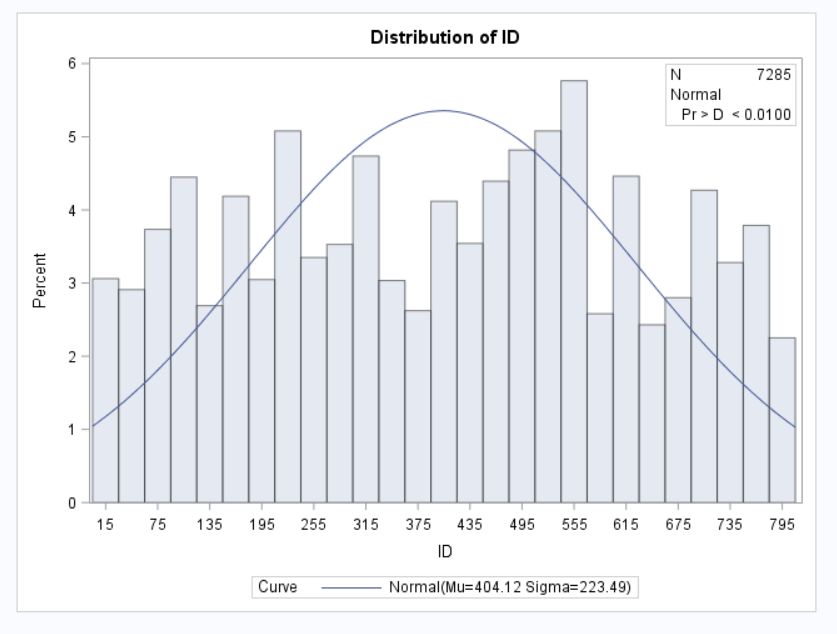 Distribution of ID
N 7285
Normal
Pr > D < 0.0100
6
5
4
3
2
1
0
Percent
15 75 135 195 255 315 375 435 495 555 615 675 735 795
ID
Curve Normal(Mu=404.12 Sigma=223.49)